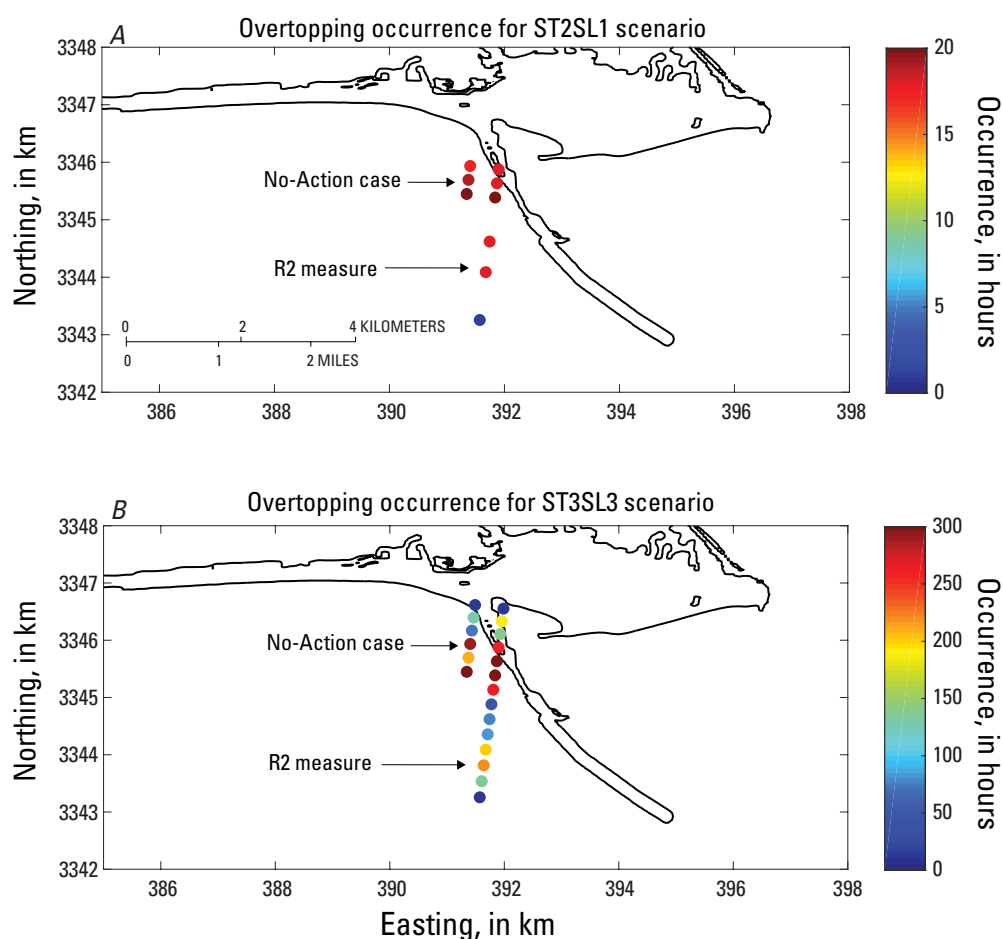 A
Overtopping occurrence for ST2SL1 scenario
3348
3347
3346
3345
3344
3343
3342
Northing, in km
No-Action case
R2 measure
0 2 4 KILOMETERS
0 1 2 MILES
386 388 390 392 394 396 398
20
15
10
5
0
Occurrence, in hours
B
Overtopping occurrence for ST3SL3 scenario
3348
3347
3346
3345
3344
3343
3342
Northing, in km
No-Action case
R2 measure
386 388 390 392 394 396 398
Easting, in km
300
250
200
150
100
50
0
Occurrence, in hours